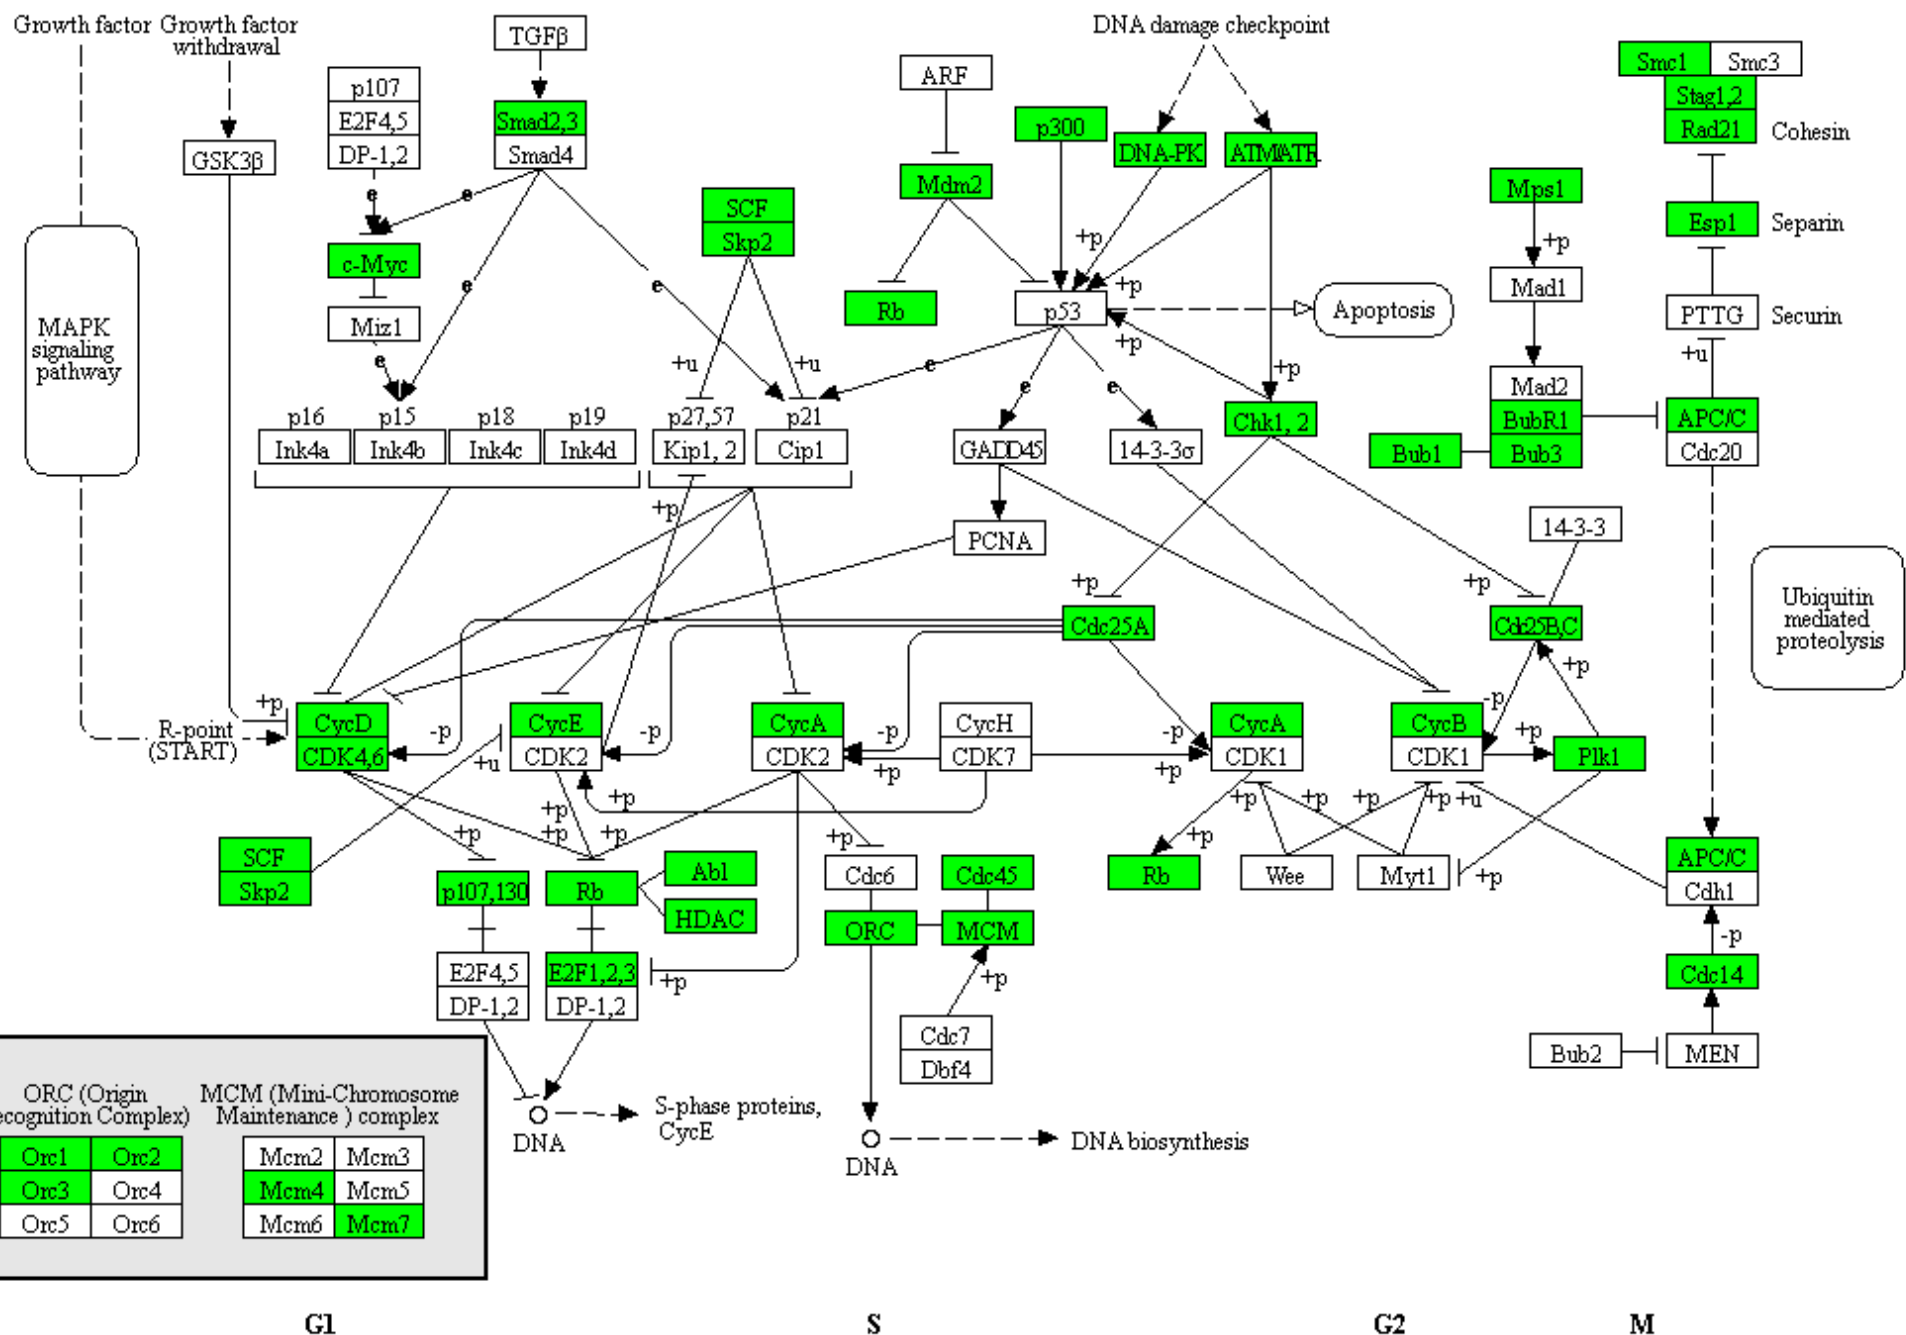 Growth factor
Growth factor
withdrawal
TGFβ
DNA damage checkpoint
p107
E2F4,5
DP-1,2
Smad2,3
Smad4
ARF
p300
DNA-PK
ATM/ATR
Smc1
Smc3
Stag1,2
Rad21
Cohesin
GSK3β
e
e
Mdm2
Mps1
SCF
Skp2
+p
+p
Esp1
Separin
c-Myc
e
e
Rb
p53
+p
Apoptosis
Mad1
PTTG
Securin
MAPK
signaling
pathway
Miz1
e
+u
+u
e
e
e
+p
+p
+u
Mad2
BubR1
Bub3
Bub1
APC/C
Cdc20
p16
Ink4a
p15
Ink4b
p18
Ink4c
p19
Ink4d
p27,57
Kip1, 2
p21
Cip1
GADD45
14-3-3σ
Chk1, 2
+p
PCNA
14-3-3
+p
+p
Cdc25A
Cdc25B,C
Ubiquitin
mediated
proteolysis
+p
R-point
(START)
+p
CycD
CDK4,6
-p
CycE
CDK2
-p
CycA
CDK2
-p
+p
CycH
CDK7
-p
+p
CycA
CDK1
CycB
CDK1
-p
+p
Plk1
+u
+p
+p
+p
+p
+p
+p
+p
+p
+p
+p
+u
+p
SCF
Skp2
p107,130
Rb
Abl
HDAC
Cdc6
Cdc45
ORC
MCM
Rb
Wee
Myt1
+p
APC/C
Cdh1
-p
E2F4,5
DP-1,2
E2F1,2,3
DP-1,2
+p
+p
Cdc7
Dbf4
Cdc14
Bub2
MEN
DNA
S-phase proteins,
CycE
DNA
DNA biosynthesis
ORC (Origin
ecognition Complex)
Orc1
Orc2
Orc3
Orc4
Orc5
Orc6
MCM (Mini-Chromosome
Maintenance ) complex
Mcm2
Mcm3
Mcm4
Mcm5
Mcm6
Mcm7
G1
S
G2
M